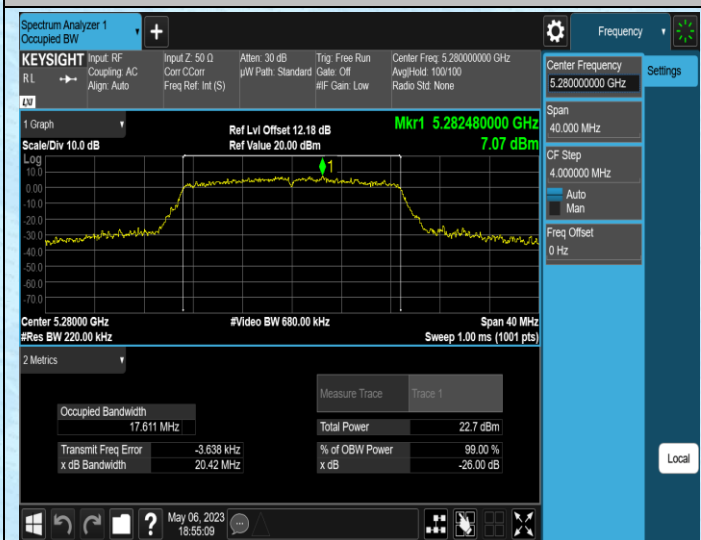 Spectrum Analyzer 1
Occupied BW
Frequency
KEYSIGHT
RL
LXI
Input: RF
Coupling: AC
Align: Auto
Input Z: 50 Ω
Corr CCorr
Freq Ref: Int (S)
Atten: 30 dB
µW Path: Standard
Trig: Free Run
Gate: Off
#IF Gain: Low
Center Freq: 5.280000000 GHz
Avg|Hold: 100/100
Radio Std: None
Center Frequency
5.280000000 GHz
Settings
Span
40.000 MHz
CF Step
4.000000 MHz
Auto
Man
Freq Offset
0 Hz
1 Graph
Scale/Div 10.0 dB
Ref Lvl Offset 12.18 dB
Ref Value 20.00 dBm
Mkr1 5.282480000 GHz
7.07 dBm
Log
10.0
0.00
-10.0
-20.0
-30.0
-40.0
-50.0
-60.0
-70.0
1
Center 5.28000 GHz
#Res BW 220.00 kHz
#Video BW 680.00 kHz
Span 40 MHz
Sweep 1.00 ms (1001 pts)
2 Metrics
Measure Trace
Trace 1
Occupied Bandwidth
17.611 MHz
Total Power
22.7 dBm
Transmit Freq Error
-3.638 kHz
% of OBW Power
99.00 %
x dB Bandwidth
20.42 MHz
x dB
-26.00 dB
Local
?
May 06, 2023
18:55:09